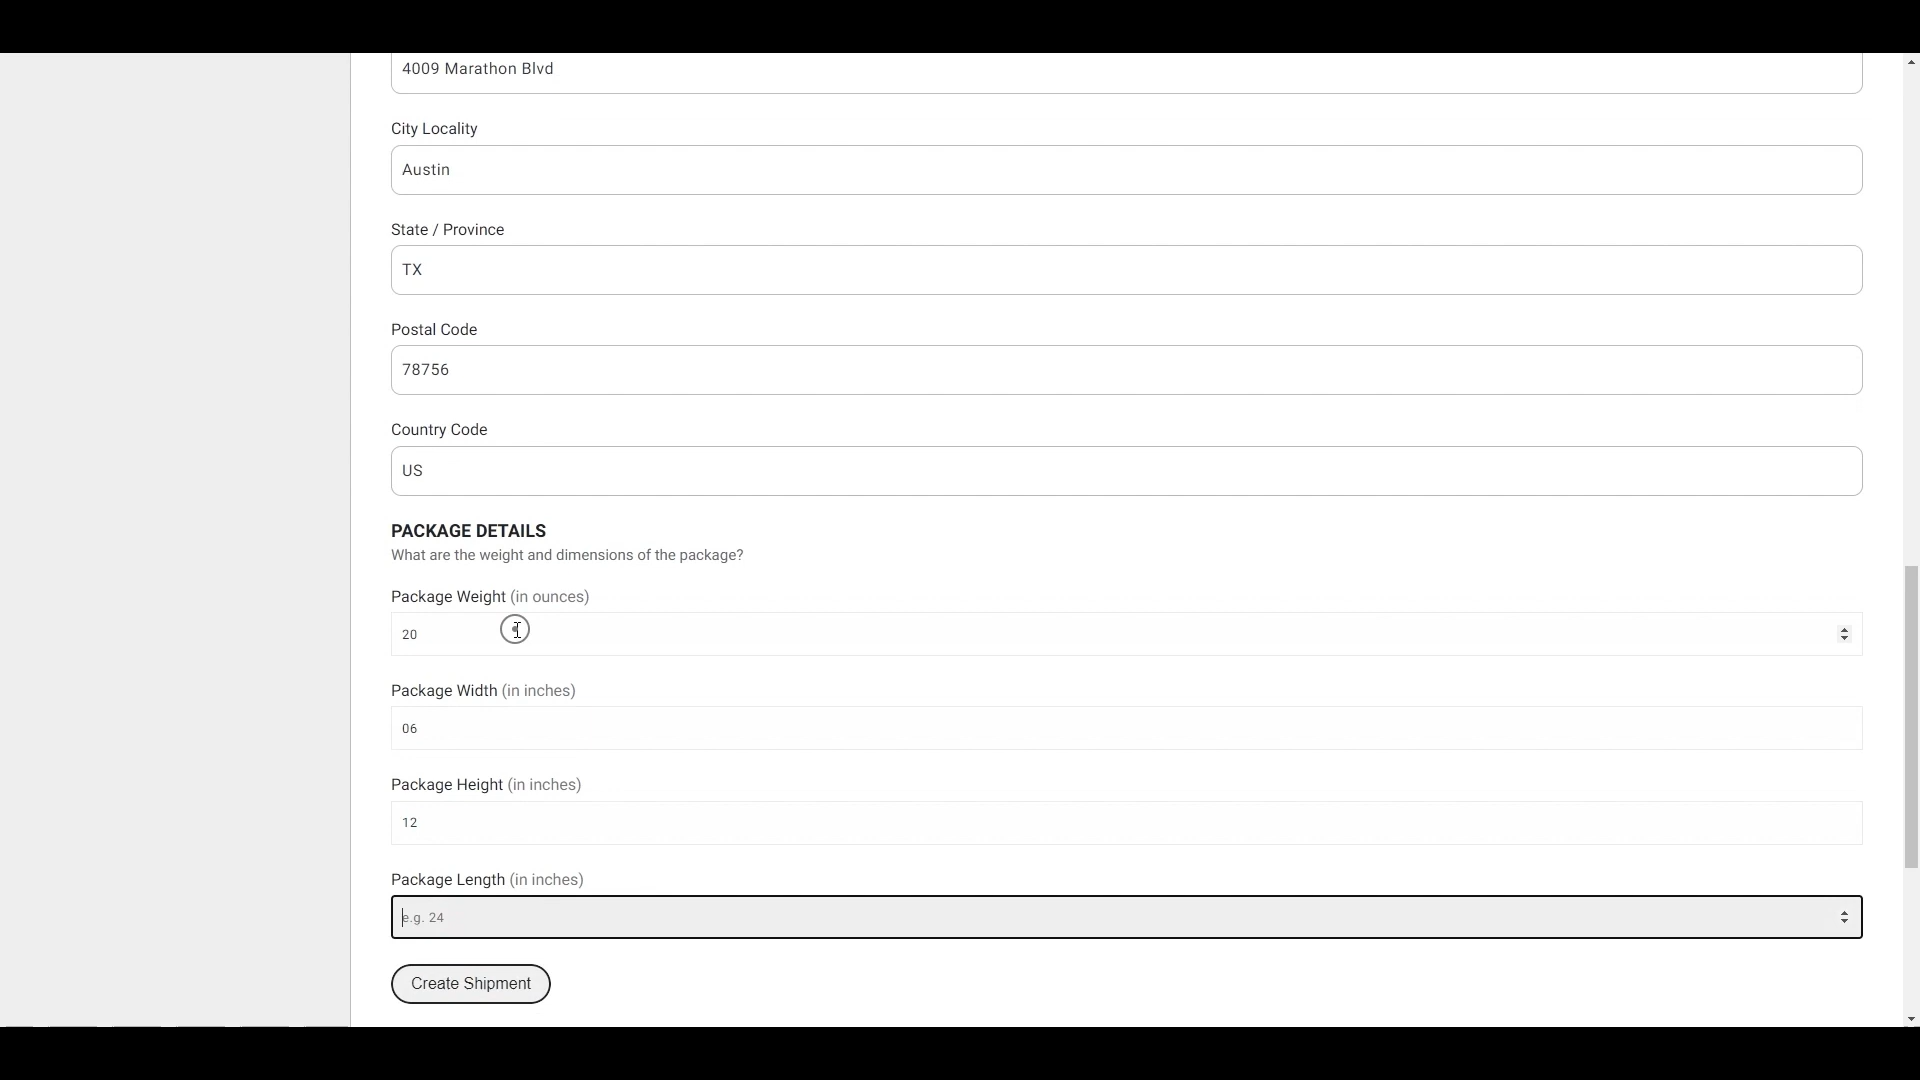 4009 Marathon Blvd
City Locality
Austin
State / Province
TX
Postal Code
78756
Country Code
US
PACKAGE DETAILS
What are the weight and dimensions of the package?
Package Weight (in ounces)
20
Package Width (in inches)
06
Package Height (in inches)
12
Package Length (in inches)
e.g. 24
Create Shipment